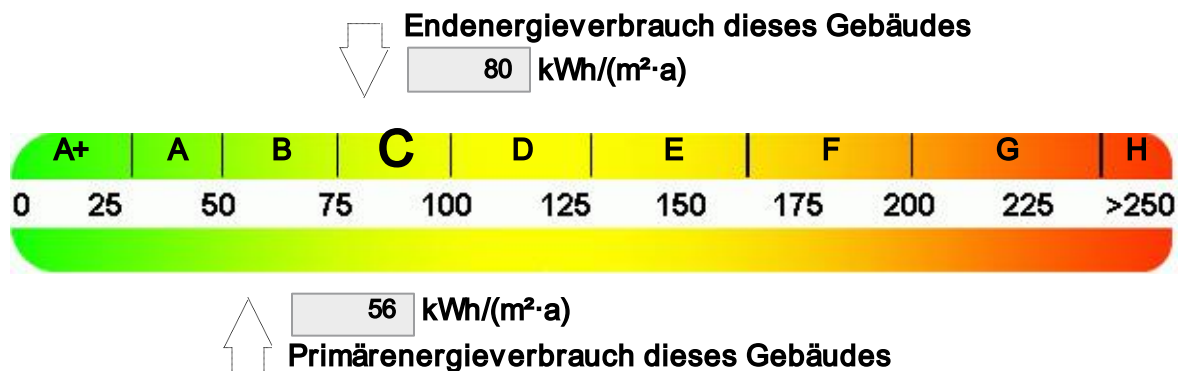 Endenergieverbrauch dieses Gebäudes
80 kWh/(m²·a)
A+ A B C D E F G H
0 25 50 75 100 125 150 175 200 225 >250
56 kWh/(m²·a)
Primärenergieverbrauch dieses Gebäudes